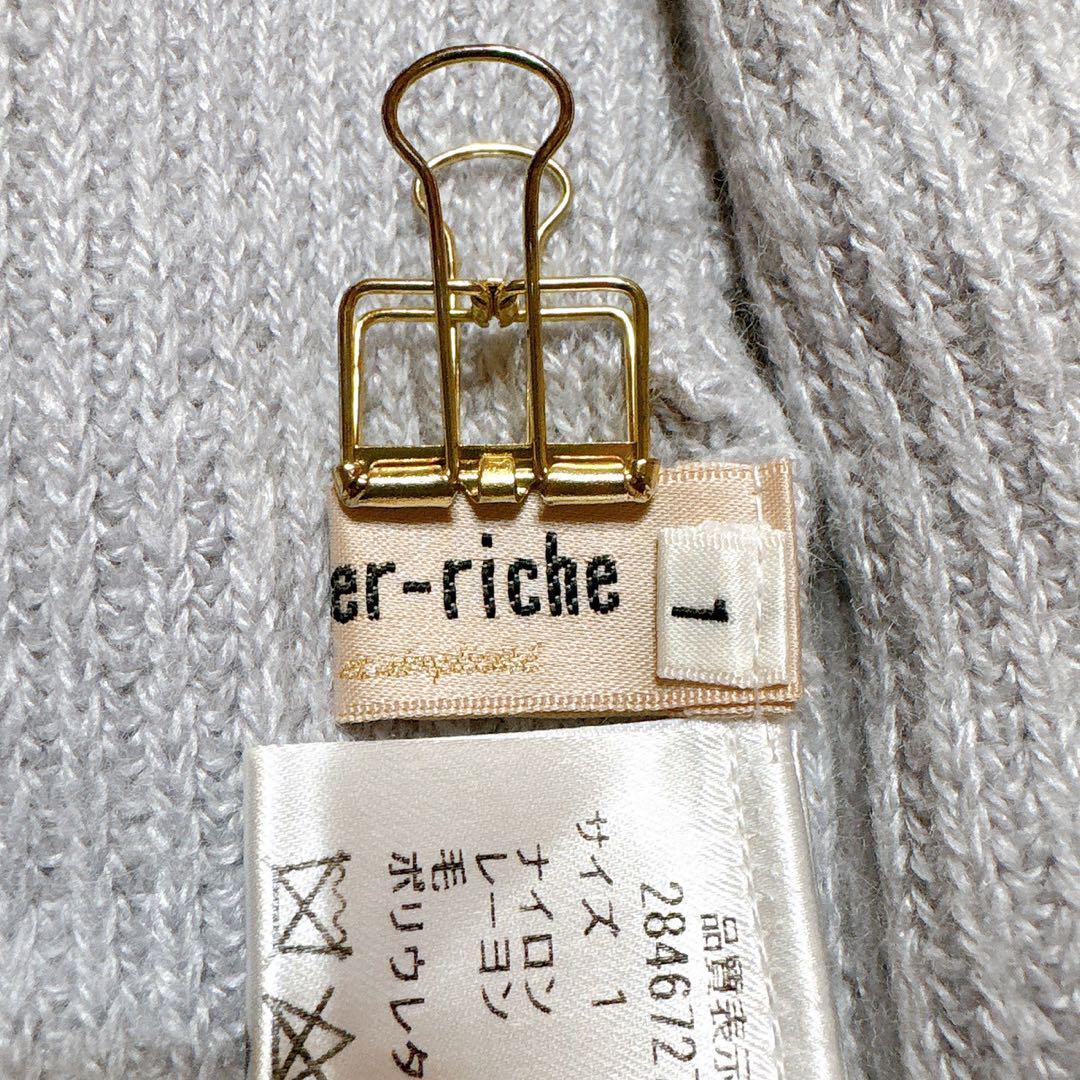 er-riche
1
品質表示
284672-
サイズ 1
ナイロン
レーヨン
毛
ポリウレタ